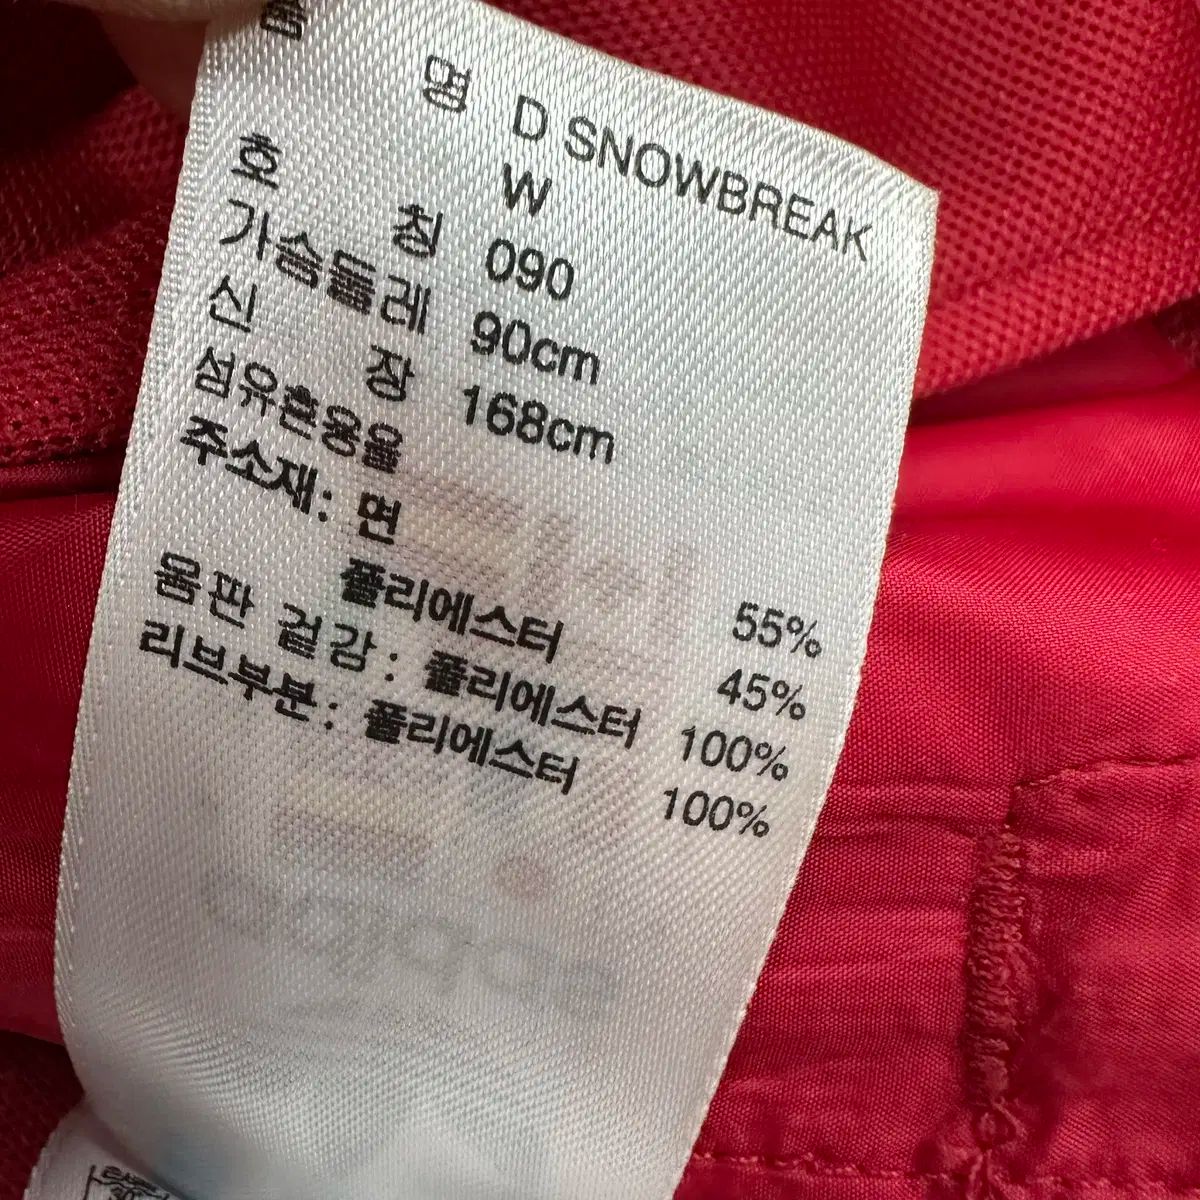 품 명 D SNOWBREAK
W
호 칭 090
가슴둘레 90cm
신 장 168cm
섬유혼용율
주소재: 면 55%
폴리에스터 45%
몸판 겉감: 폴리에스터 100%
리브부분: 폴리에스터 100%